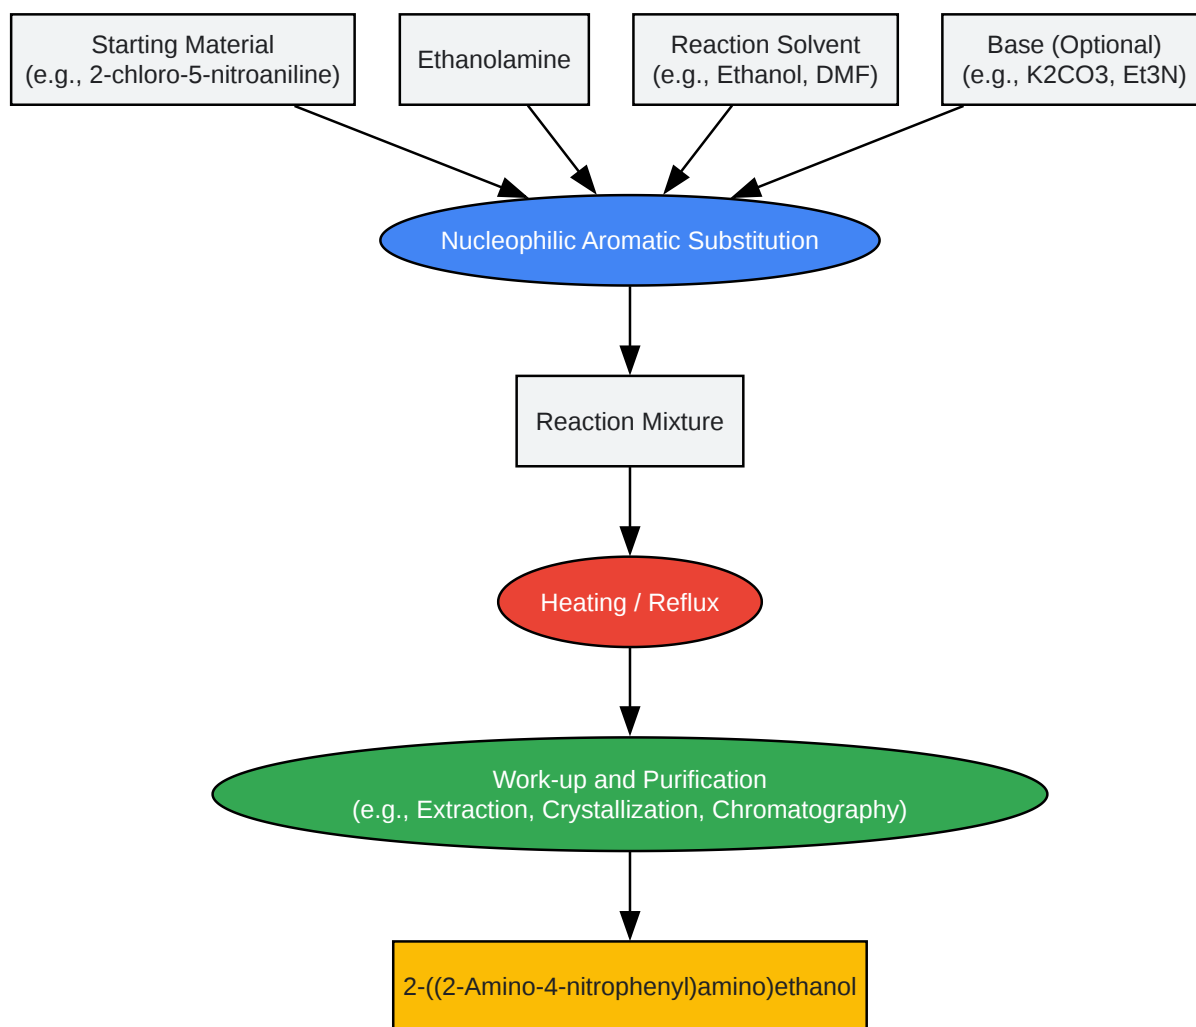 Starting Material
(e.g., 2-chloro-5-nitroaniline)
Ethanolamine
Reaction Solvent
(e.g., Ethanol, DMF)
Base (Optional)
(e.g., K2CO3, Et3N)
Nucleophilic Aromatic Substitution
Reaction Mixture
Heating / Reflux
Work-up and Purification
(e.g., Extraction, Crystallization, Chromatography)
2-((2-Amino-4-nitrophenyl)amino)ethanol